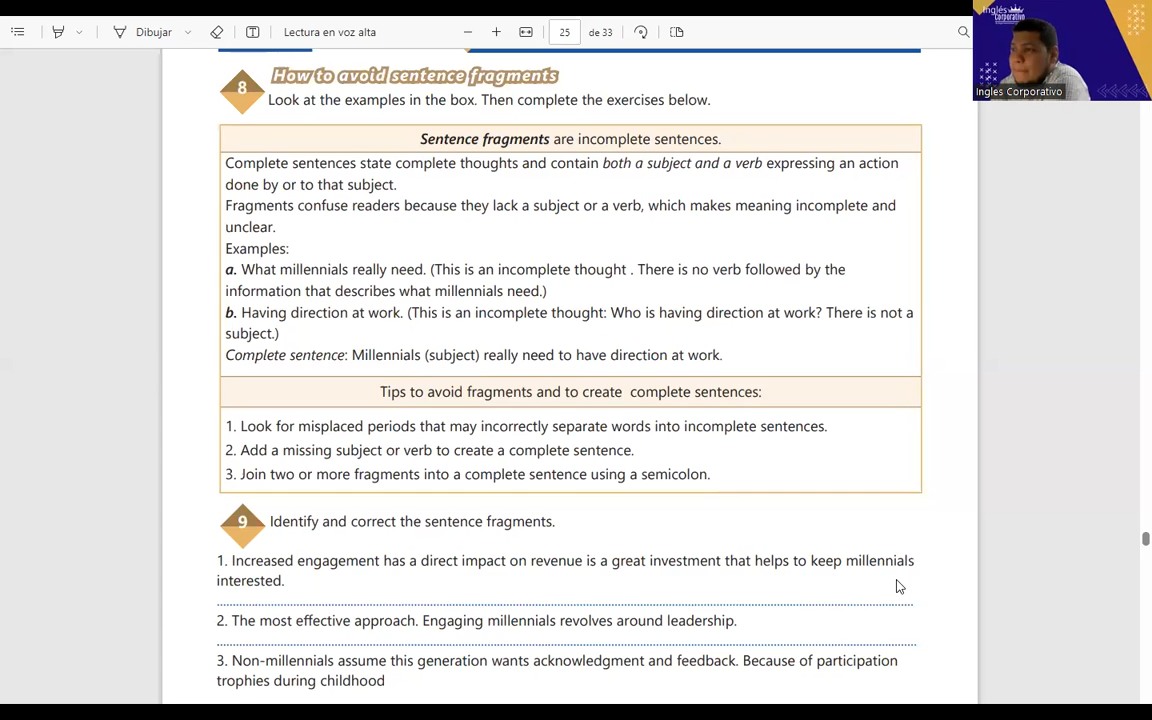 Dibujar
Lectura en voz alta
25
de 33
Inglés
Corporativo
Ingles Corporativo
8
How to avoid sentence fragments
Look at the examples in the box. Then complete the exercises below.
Sentence fragments are incomplete sentences.
Complete sentences state complete thoughts and contain both a subject and a verb expressing an action
done by or to that subject.
Fragments confuse readers because they lack a subject or a verb, which makes meaning incomplete and
unclear.
Examples:
a. What millennials really need. (This is an incomplete thought . There is no verb followed by the
information that describes what millennials need.)
b. Having direction at work. (This is an incomplete thought: Who is having direction at work? There is not a
subject.)
Complete sentence: Millennials (subject) really need to have direction at work.
Tips to avoid fragments and to create complete sentences:
1. Look for misplaced periods that may incorrectly separate words into incomplete sentences.
2. Add a missing subject or verb to create a complete sentence.
3. Join two or more fragments into a complete sentence using a semicolon.
9
Identify and correct the sentence fragments.
1. Increased engagement has a direct impact on revenue is a great investment that helps to keep millennials
interested.
2. The most effective approach. Engaging millennials revolves around leadership.
3. Non-millennials assume this generation wants acknowledgment and feedback. Because of participation
trophies during childhood